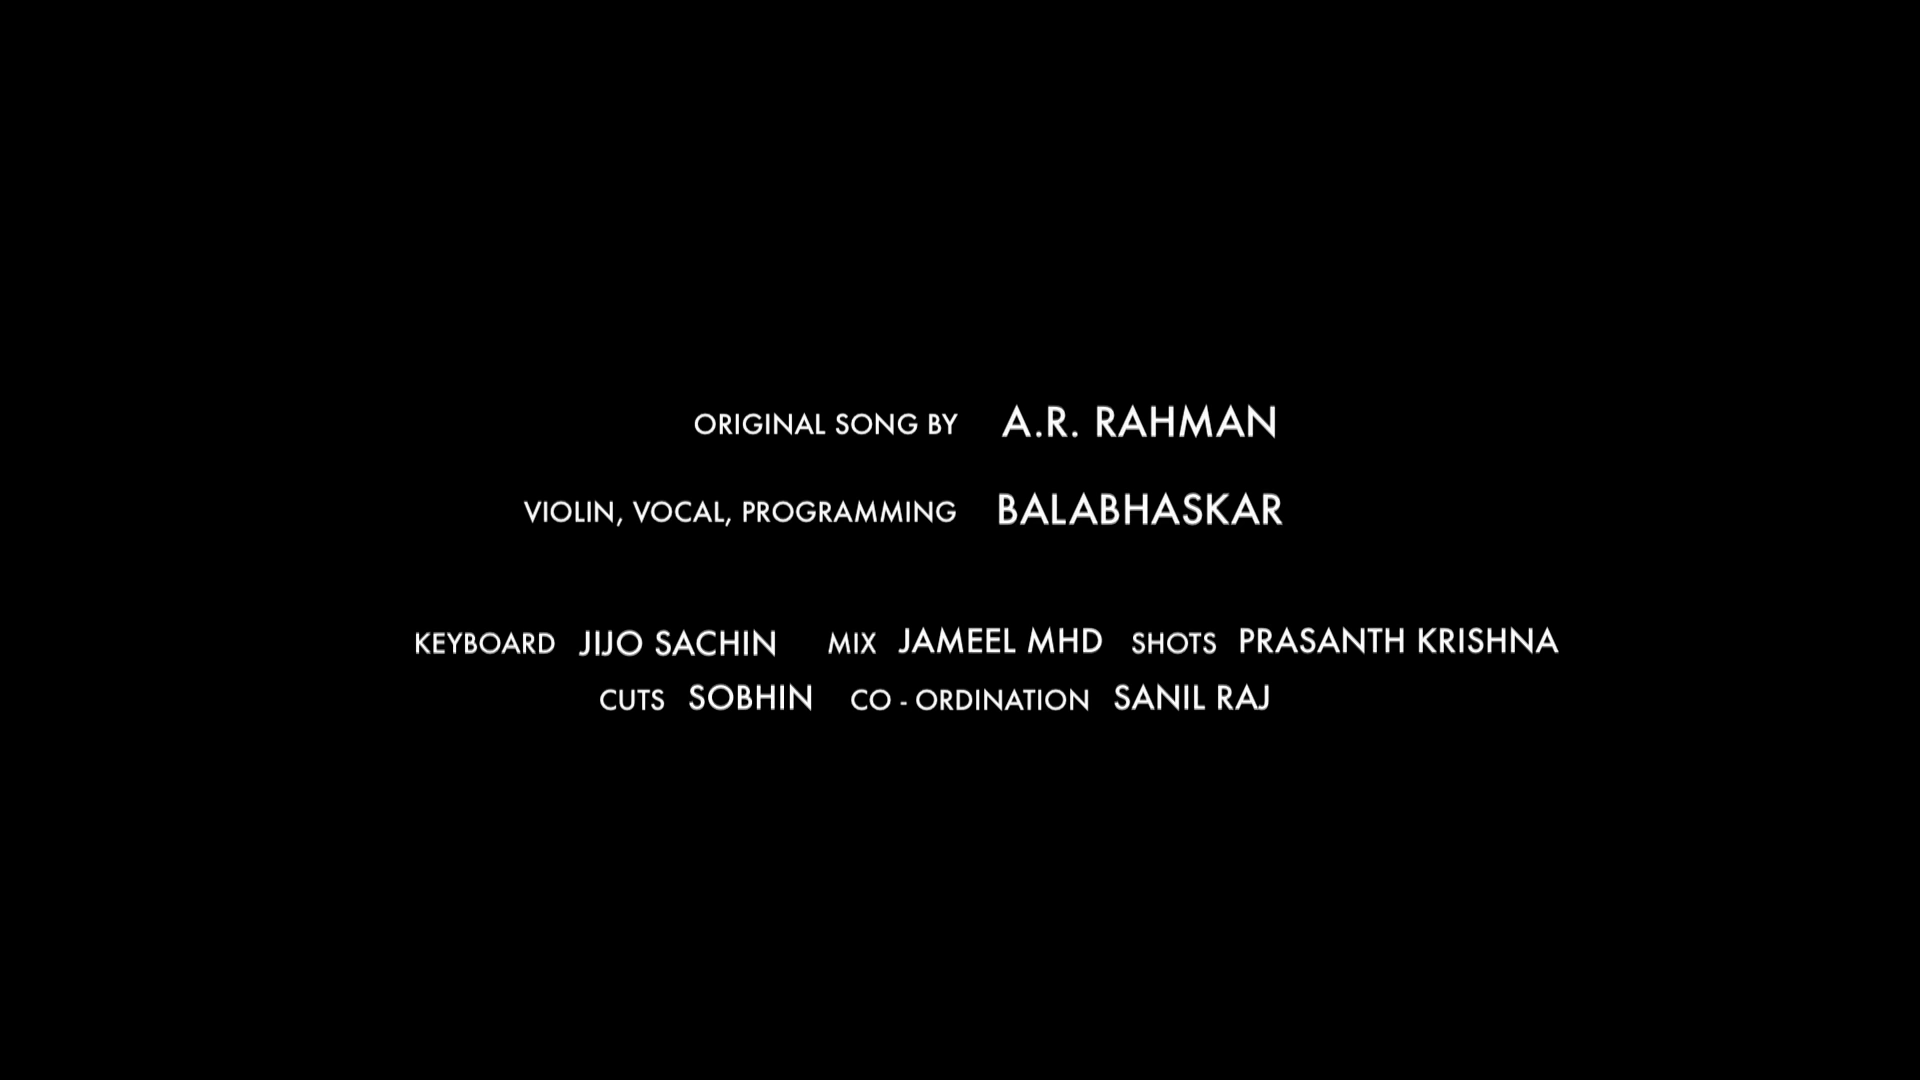 ORIGINAL SONG BY A.R. RAHMAN
VIOLIN, VOCAL, PROGRAMMING BALABHASKAR
KEYBOARD JIJO SACHIN MIX JAMEEL MHD SHOTS PRASANTH KRISHNA
CUTS SOBHIN CO - ORDINATION SANIL RAJ